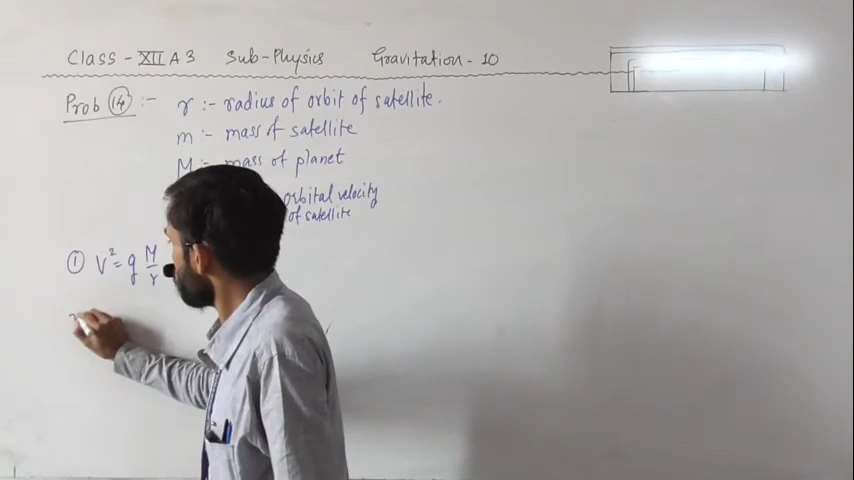 Class - XII A 3 Sub-Physics Gravitation - 10
Prob 14 :- r :- radius of orbit of satellite.
m :- mass of satellite
M :- mass of planet
orbital velocity
of satellite
① V² = g M/r